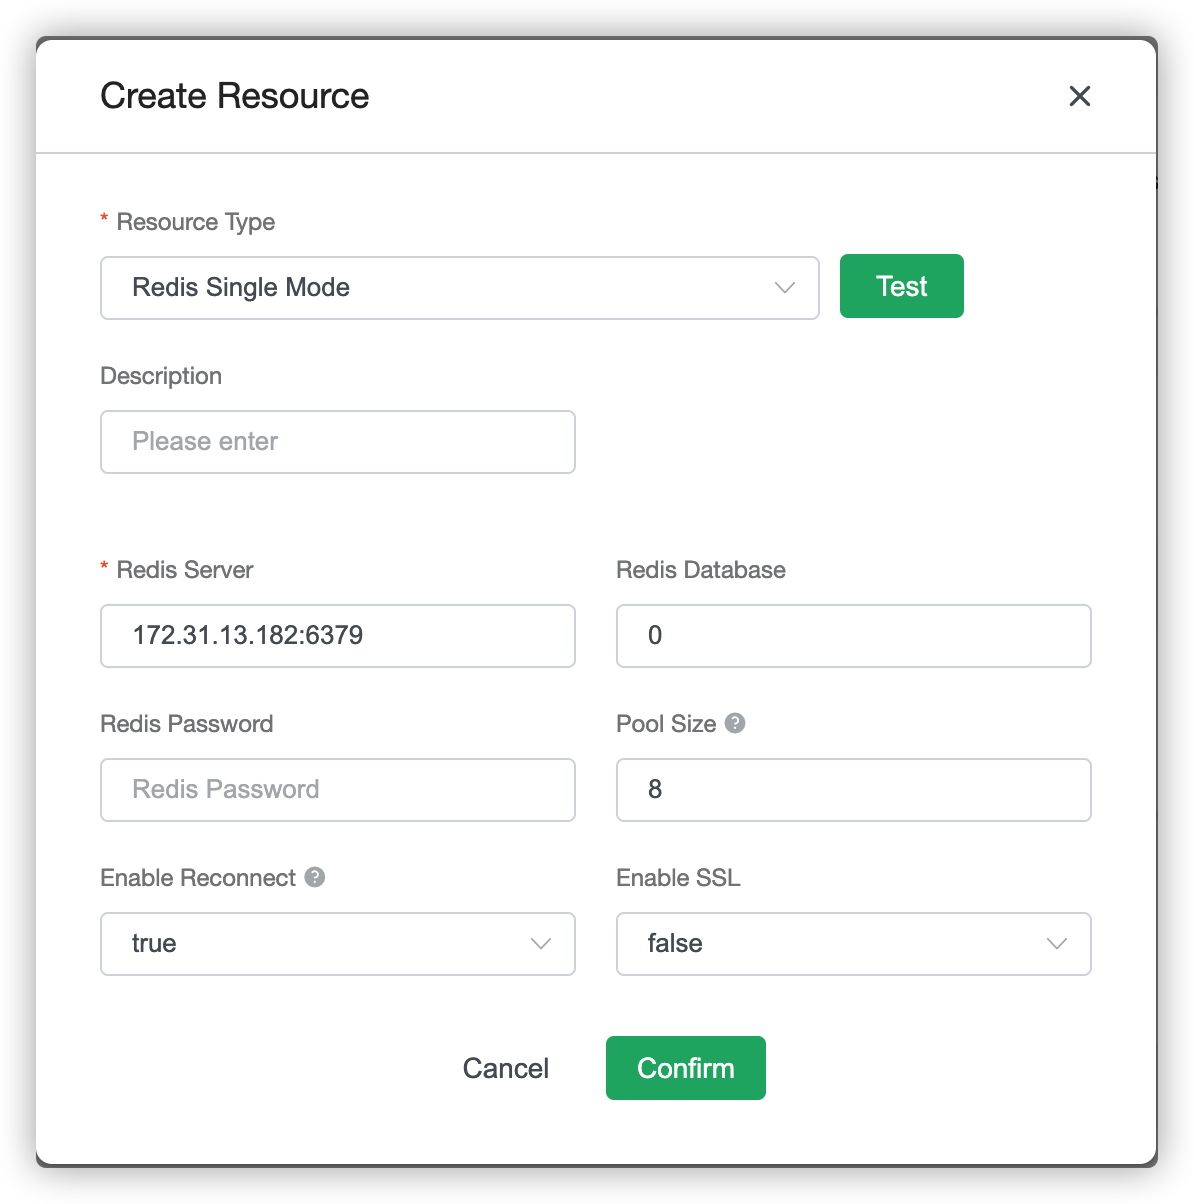 Create Resource
* Resource Type
Redis Single Mode
Test
Description
Please enter
* Redis Server
Redis Database
172.31.13.182:6379
0
Redis Password
Pool Size ?
Redis Password
8
Enable Reconnect ?
Enable SSL
true
false
Cancel
Confirm